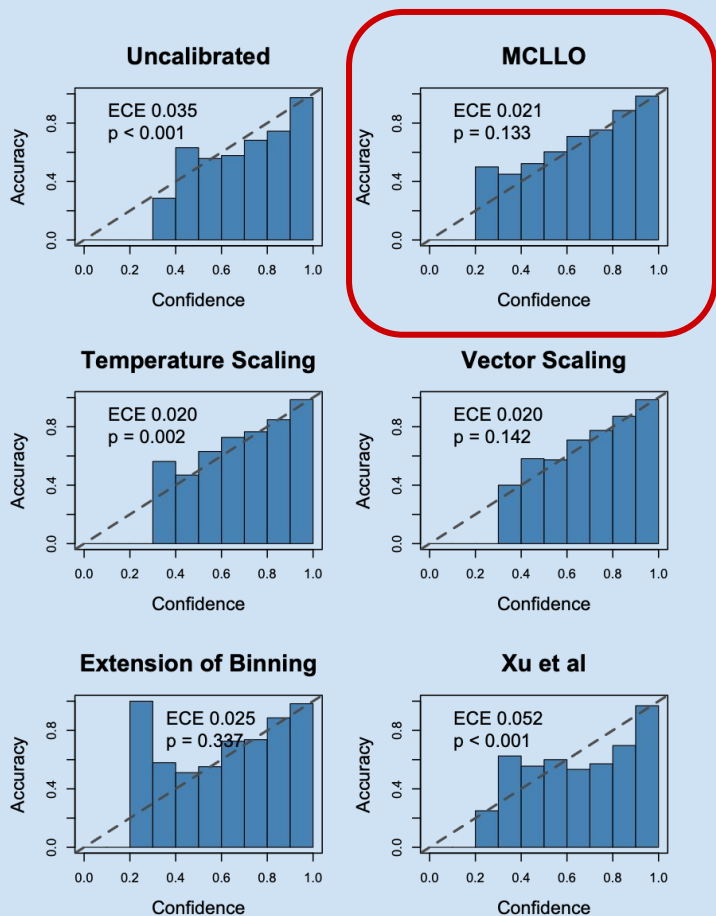 Uncalibrated
ECE 0.035
p < 0.001
Accuracy
0.0 0.4 0.8
0.0 0.2 0.4 0.6 0.8 1.0
Confidence
MCLLO
ECE 0.021
p = 0.133
Accuracy
0.0 0.4 0.8
0.0 0.2 0.4 0.6 0.8 1.0
Confidence
Temperature Scaling
ECE 0.020
p = 0.002
Accuracy
0.0 0.4 0.8
0.0 0.2 0.4 0.6 0.8 1.0
Confidence
Vector Scaling
ECE 0.020
p = 0.142
Accuracy
0.0 0.4 0.8
0.0 0.2 0.4 0.6 0.8 1.0
Confidence
Extension of Binning
ECE 0.025
p = 0.337
Accuracy
0.0 0.4 0.8
0.0 0.2 0.4 0.6 0.8 1.0
Confidence
Xu et al
ECE 0.052
p < 0.001
Accuracy
0.0 0.4 0.8
0.0 0.2 0.4 0.6 0.8 1.0
Confidence